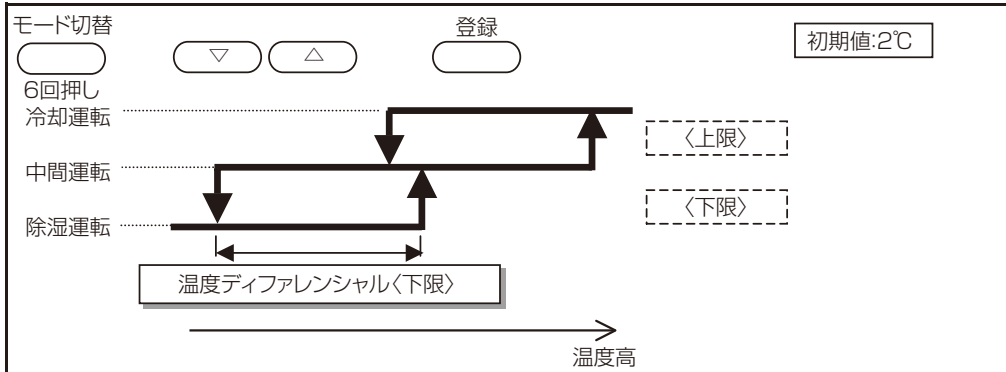 モード切替
▽
△
登録
初期値:2℃
6回押し
冷却運転
〈上限〉
中間運転
〈下限〉
除湿運転
温度ディファレンシャル〈下限〉
温度高